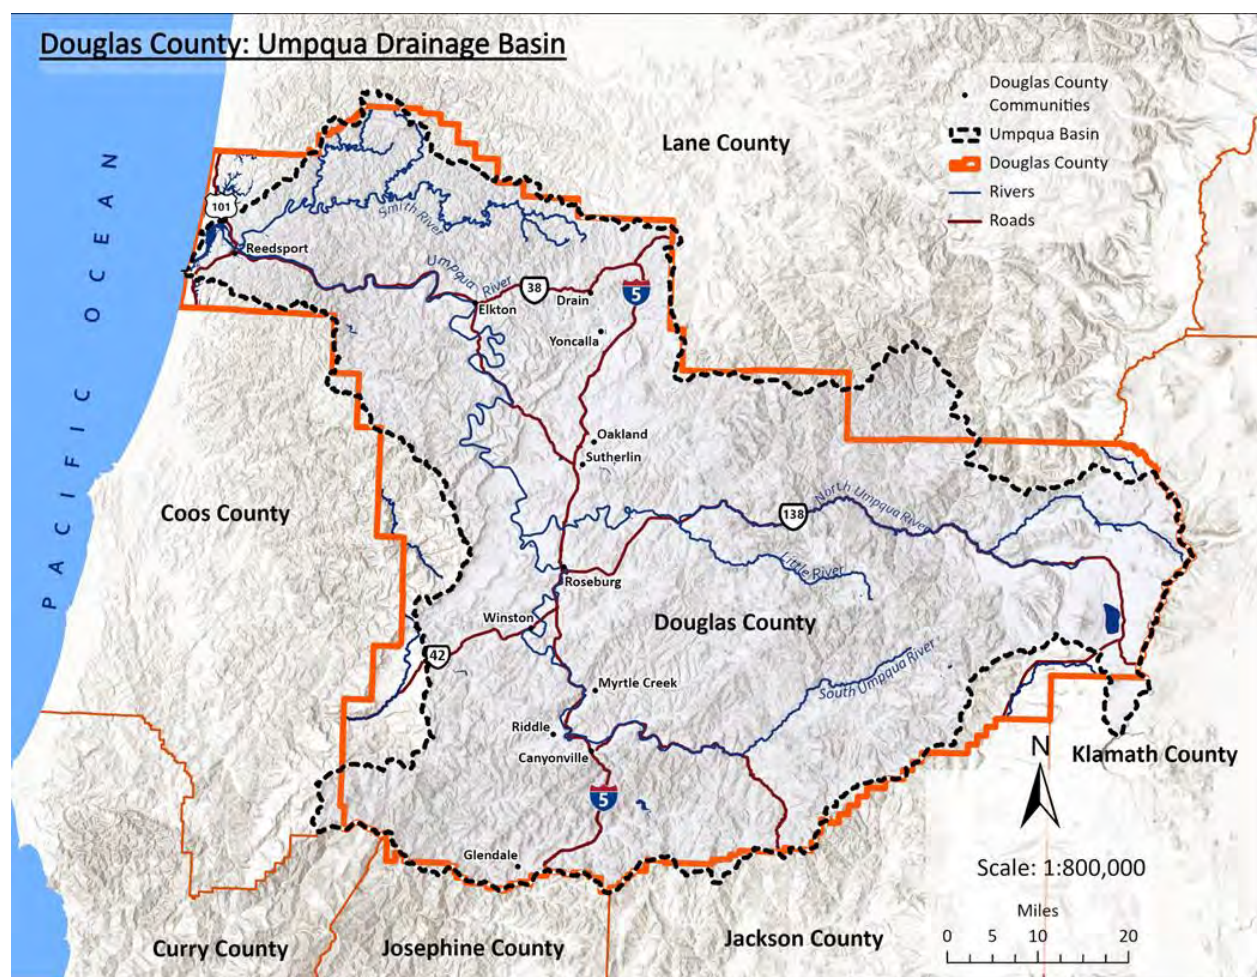 Douglas County: Umpqua Drainage Basin
Douglas County
Communities
Umpqua Basin
Douglas County
Rivers
Roads
Lane County
PACIFIC OCEAN
101
Smith River
Reedsport
Umpqua River
38
Elkton
Drain
5
Yoncalla
Oakland
Sutherlin
Coos County
138
North Umpqua River
Little River
Roseburg
Winston
Douglas County
42
South Umpqua River
Myrtle Creek
Riddle
Canyonville
N
Klamath County
5
Glendale
Scale: 1:800,000
Miles
0 5 10 20
Curry County
Josephine County
Jackson County